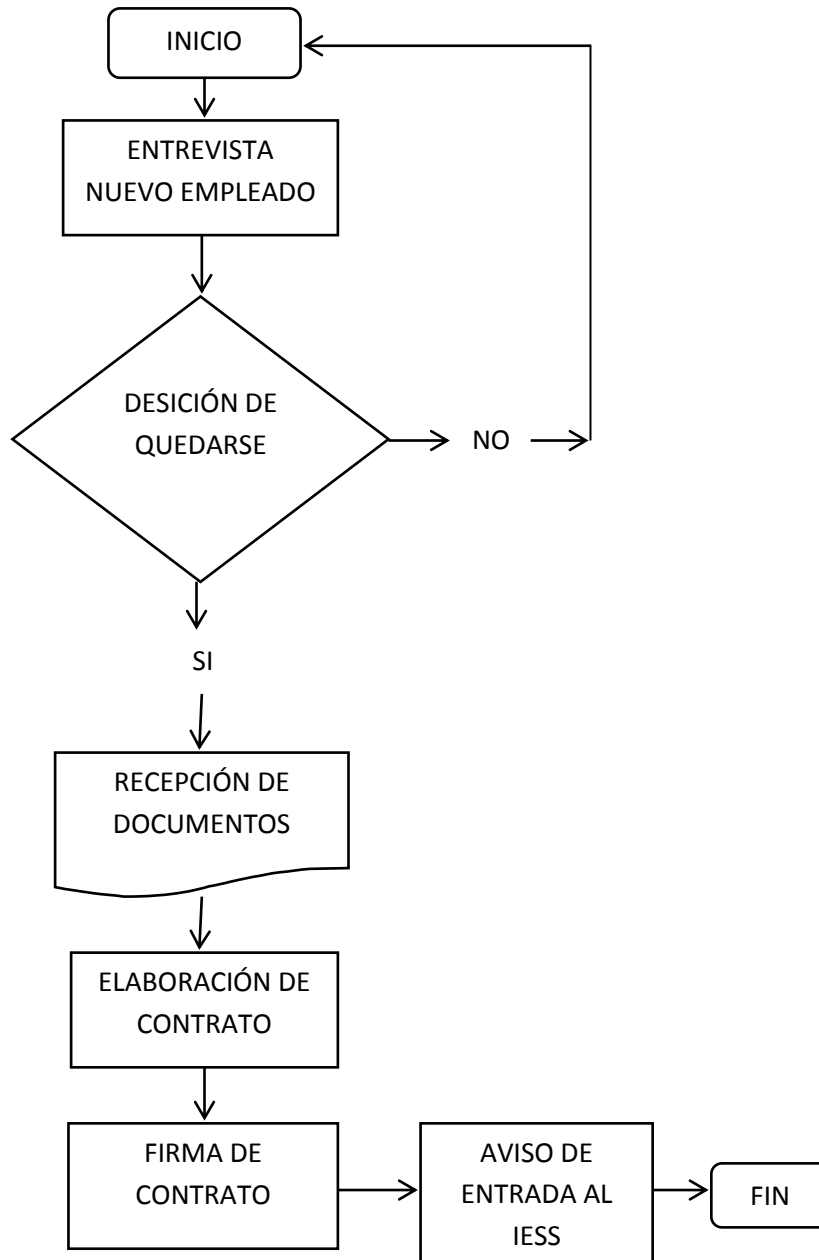 INICIO
ENTREVISTA
NUEVO EMPLEADO
DESICIÓN DE
QUEDARSE
NO
SI
RECEPCIÓN DE
DOCUMENTOS
ELABORACIÓN DE
CONTRATO
FIRMA DE
CONTRATO
AVISO DE
ENTRADA AL
IESS
FIN